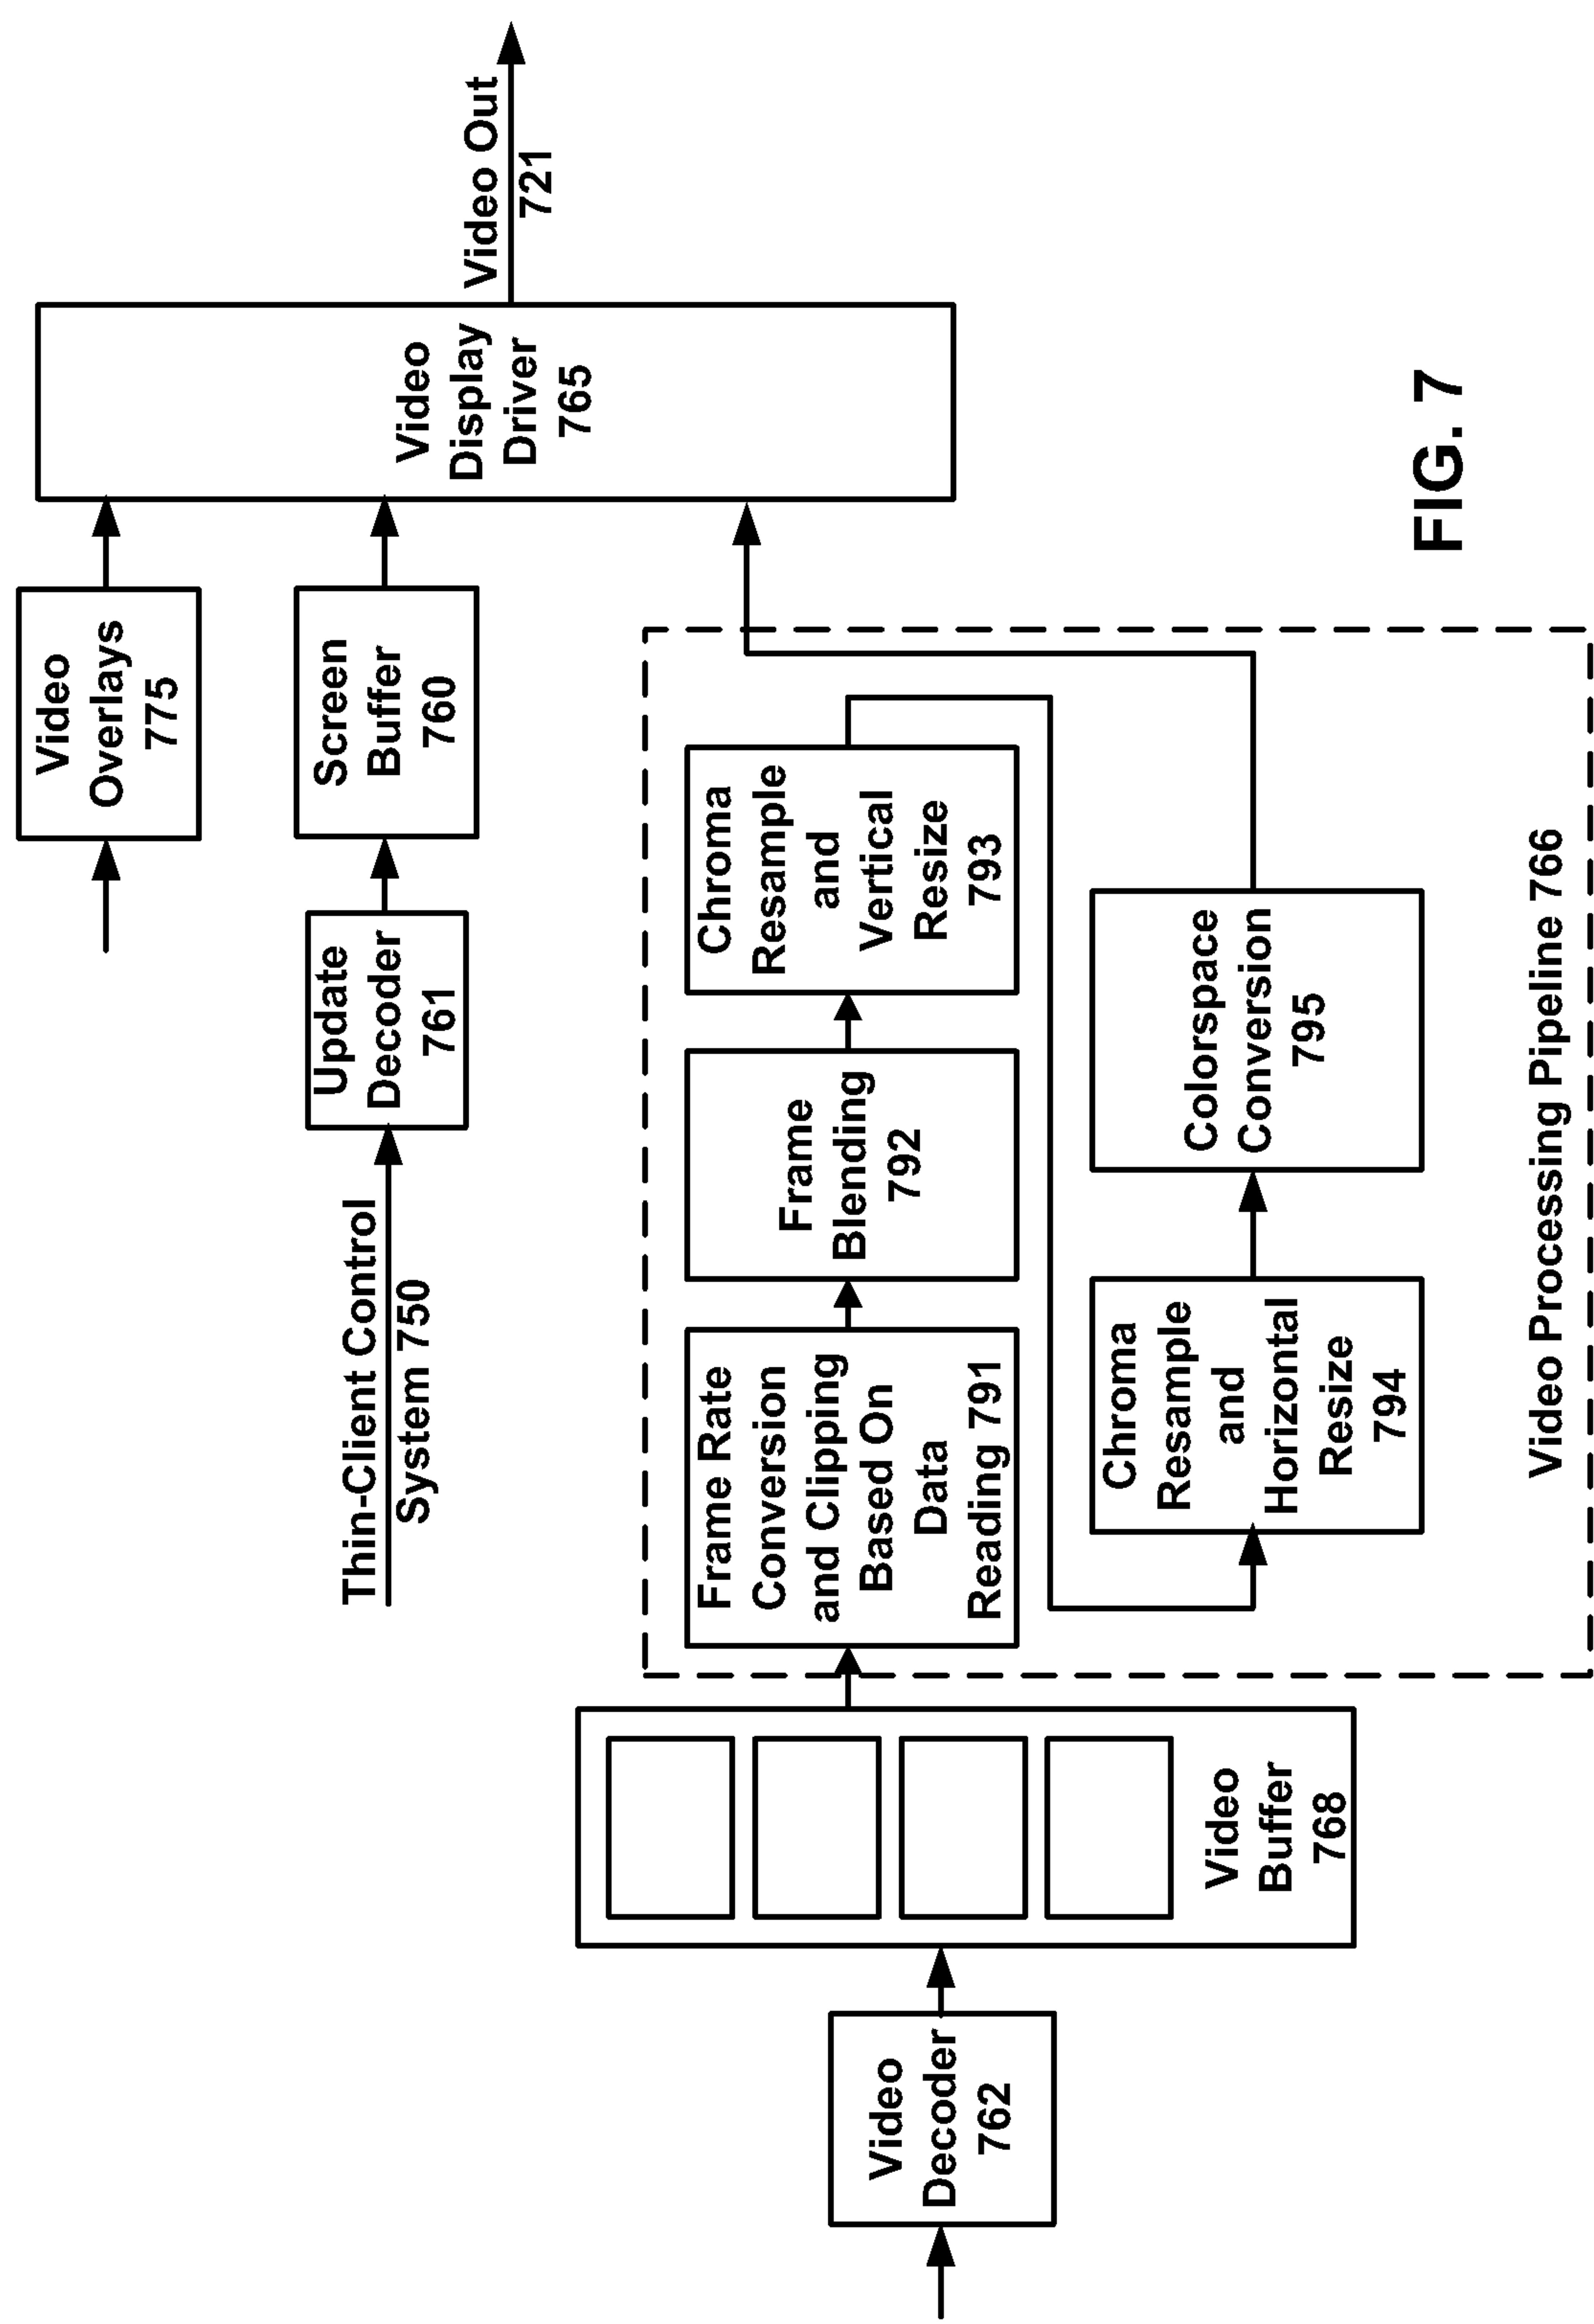 Video
Overlays
775
Thin-Client Control
System 750
Update
Decoder
761
Screen
Buffer
760
Video
Display
Driver
765
Video Out
721
Video
Decoder
762
Video
Buffer
768
Frame Rate
Conversion
and Clipping
Based On
Data
Reading 791
Frame
Blending
792
Chroma
Resample
and
Vertical
Resize
793
Chroma
Resample
and
Horizontal
Resize
794
Colorspace
Conversion
795
Video Processing Pipeline 766
FIG. 7